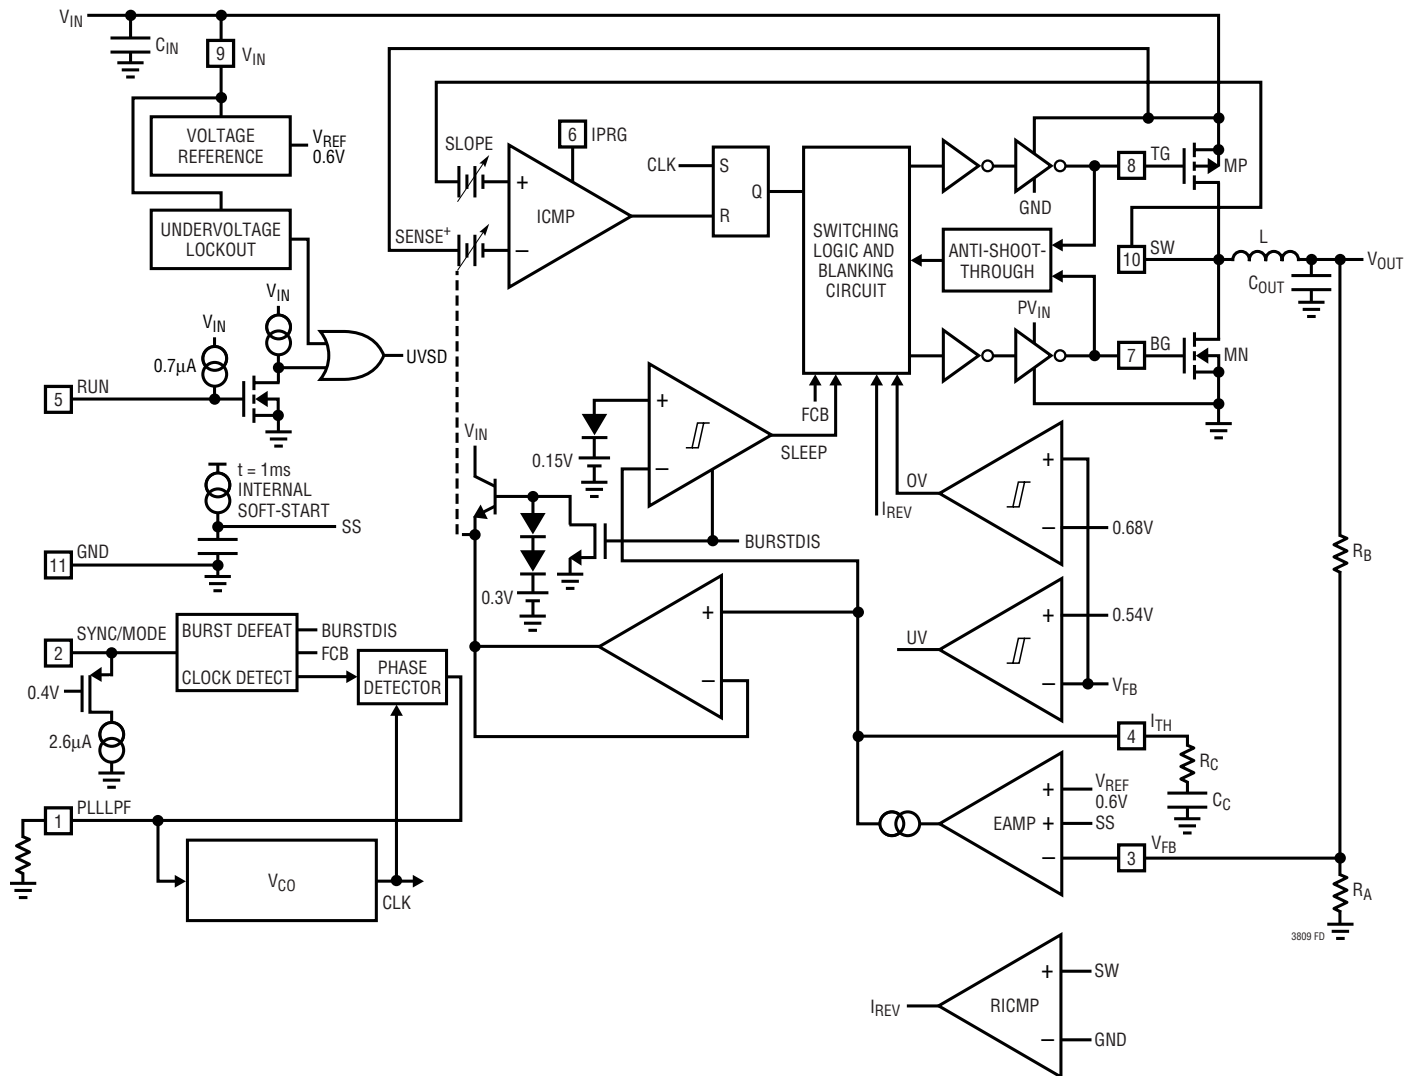 VIN
CIN
9
VIN
VOLTAGE
REFERENCE
VREF
0.6V
UNDERVOLTAGE
LOCKOUT
VIN
VIN
0.7µA
UVSD
5
RUN
t = 1ms
INTERNAL
SOFT-START
SS
11
GND
2
SYNC/MODE
BURST DEFEAT
CLOCK DETECT
BURSTDIS
FCB
PHASE
DETECTOR
0.4V
2.6µA
1
PLLLPF
VCO
CLK
SLOPE
SENSE+
+
–
ICMP
6
IPRG
CLK
S
R
Q
SWITCHING
LOGIC AND
BLANKING
CIRCUIT
GND
ANTI-SHOOT-
THROUGH
PVIN
8
TG
MP
10
SW
L
VOUT
COUT
7
BG
MN
FCB
SLEEP
IREV
OV
+
–
0.15V
VIN
0.3V
BURSTDIS
+
–
+
–
0.68V
UV
+
–
0.54V
VFB
RB
4
ITH
RC
CC
EAMP
+
+
–
VREF
0.6V
SS
3
VFB
RA
3809 FD
IREV
RICMP
+
–
SW
GND